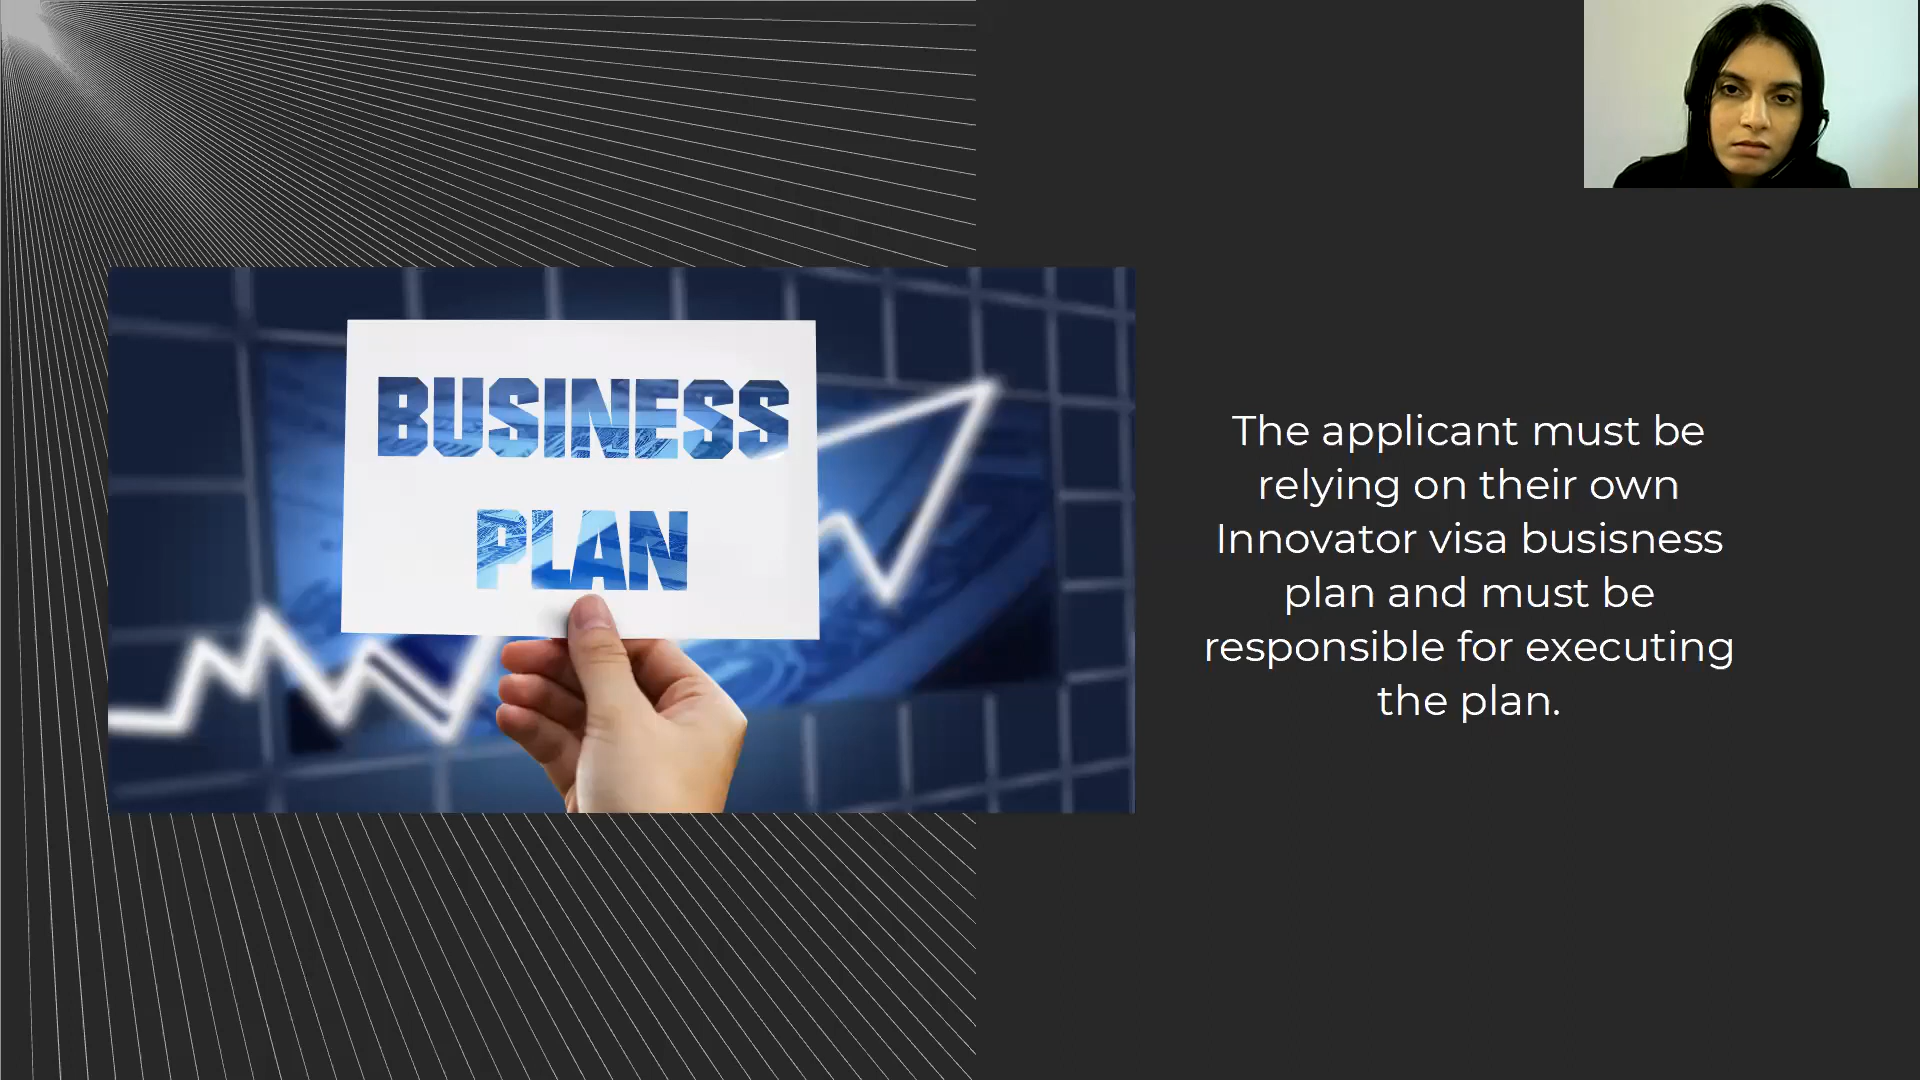 BUSINESS
PLAN
The applicant must be
relying on their own
Innovator visa busisness
plan and must be
responsible for executing
the plan.